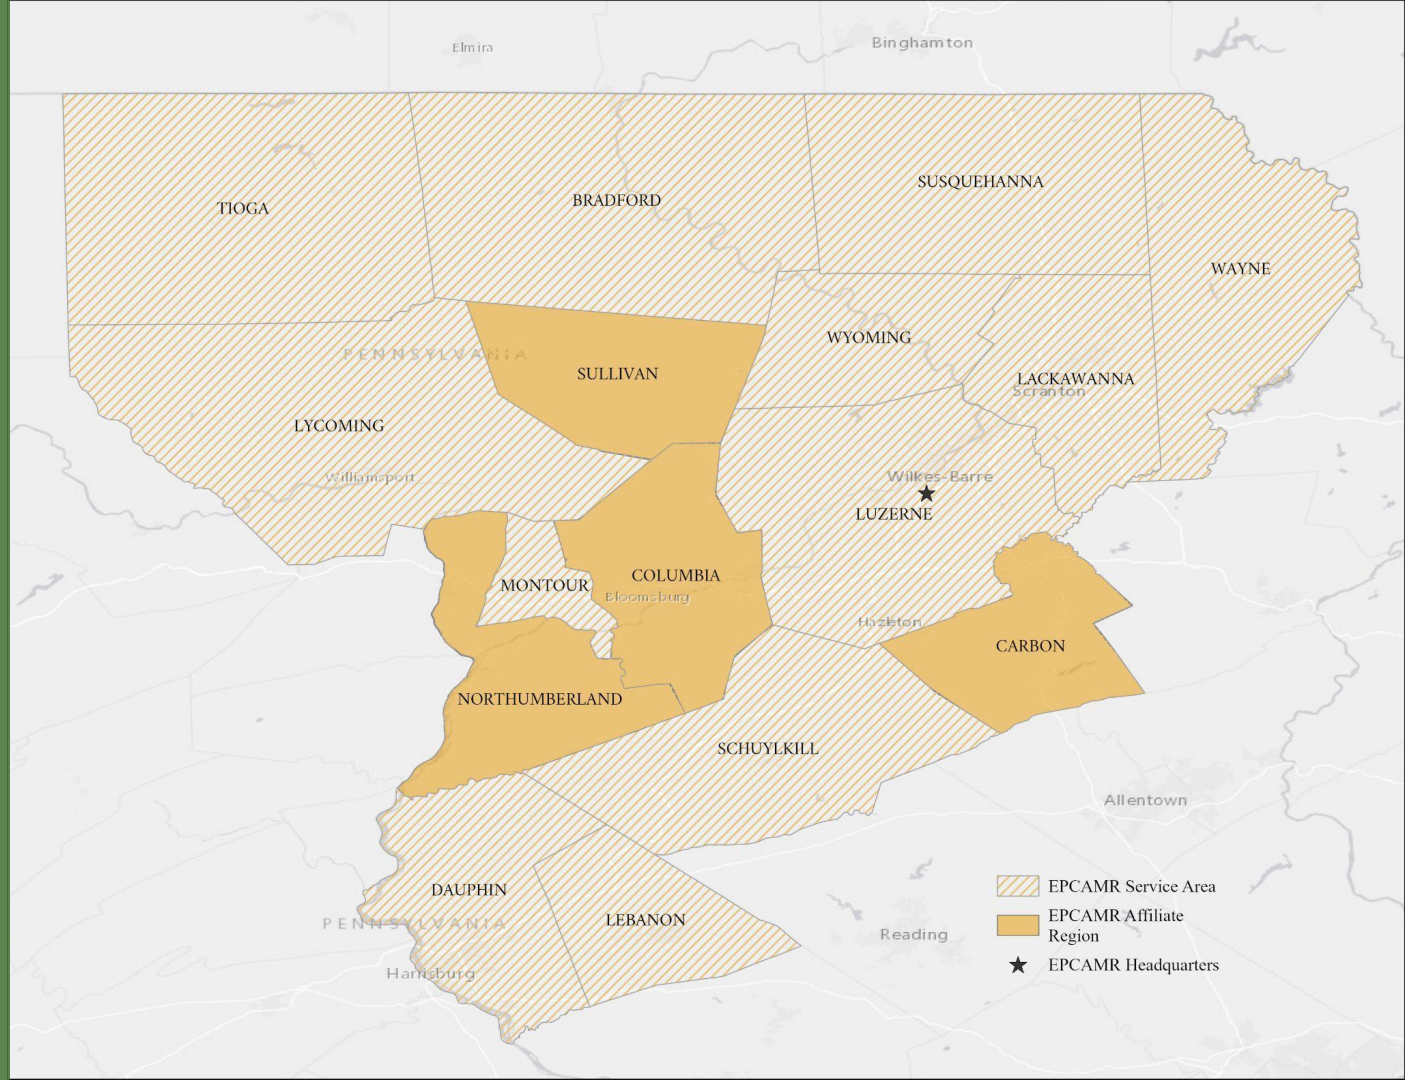 Elmira
Binghamton
TIOGA
BRADFORD
SUSQUEHANNA
WAYNE
WYOMING
PENNSYLVANIA
SULLIVAN
LACKAWANNA
Scranton
LYCOMING
Williamsport
Wilkes-Barre
LUZERNE
MONTOUR
COLUMBIA
Bloomsburg
Hazleton
CARBON
NORTHUMBERLAND
SCHUYLKILL
Allentown
DAUPHIN
LEBANON
PENNSYLVANIA
Harrisburg
Reading
EPCAMR Service Area
EPCAMR Affiliate
Region
EPCAMR Headquarters